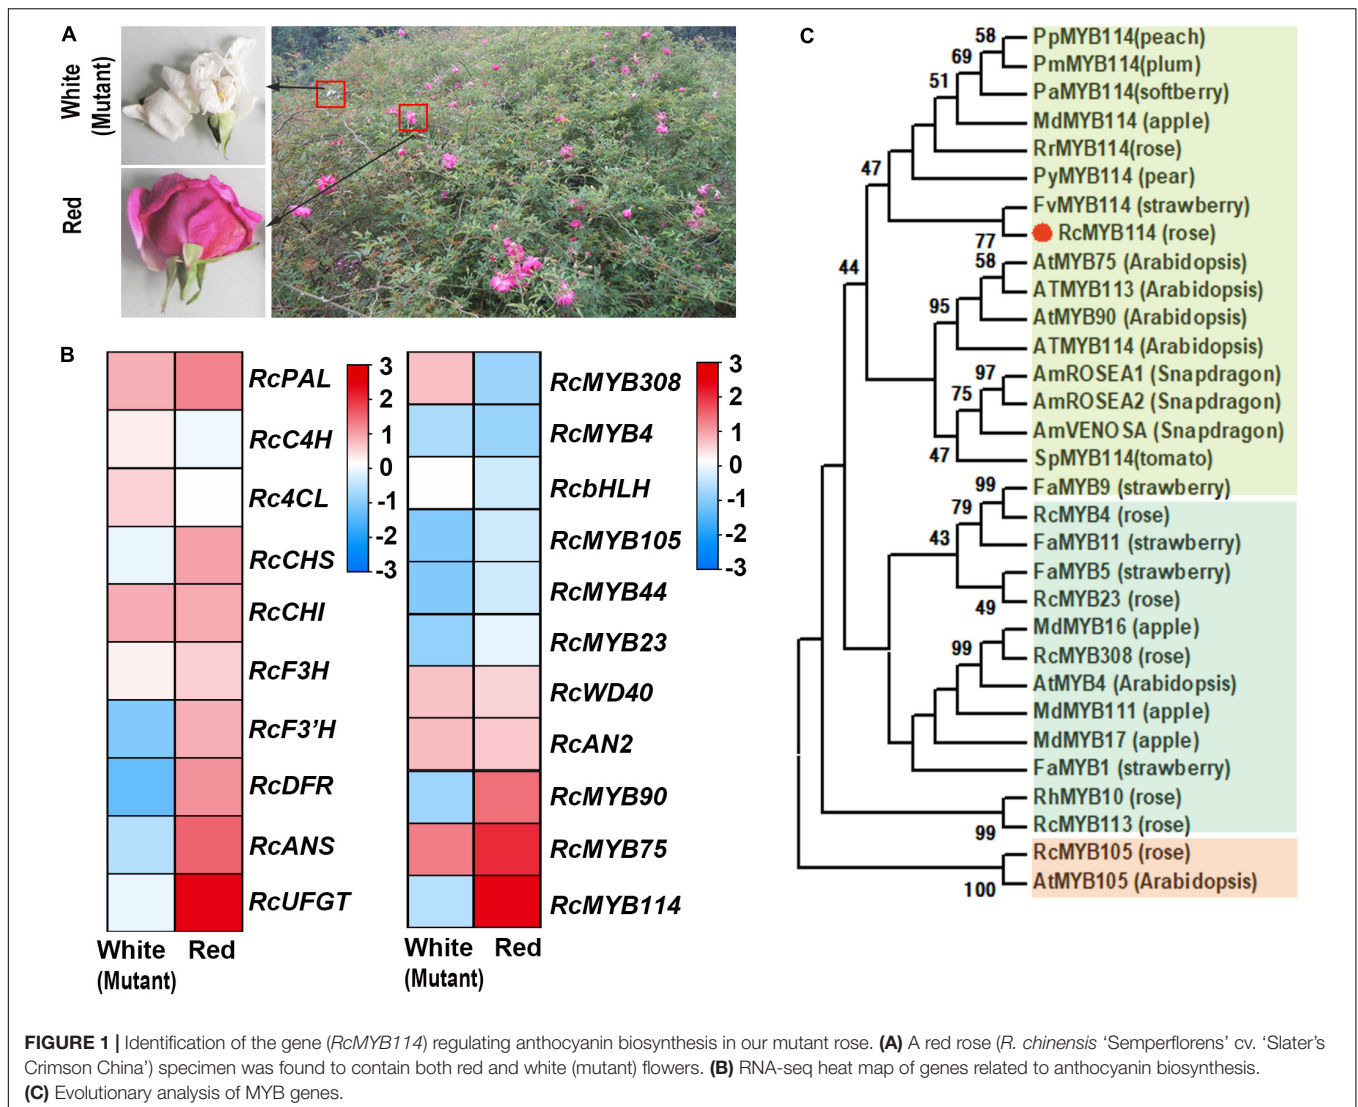 A
White
(Mutant)
Red
B
RcPAL
RcC4H
Rc4CL
RcCHS
RcCHI
RcF3H
RcF3'H
RcDFR
RcANS
RcUFGT
3
2
1
0
-1
-2
-3
White
(Mutant)
Red
RcMYB308
RcMYB4
RcbHLH
RcMYB105
RcMYB44
RcMYB23
RcWD40
RcAN2
RcMYB90
RcMYB75
RcMYB114
3
2
1
0
-1
-2
-3
White
(Mutant)
Red
C
58
69
51
47
77
44
58
95
97
75
47
99
79
43
49
99
99
100
PpMYB114(peach)
PmMYB114(plum)
PaMYB114(softberry)
MdMYB114 (apple)
RrMYB114(rose)
PyMYB114 (pear)
FvMYB114 (strawberry)
RcMYB114 (rose)
AtMYB75 (Arabidopsis)
ATMYB113 (Arabidopsis)
AtMYB90 (Arabidopsis)
ATMYB114 (Arabidopsis)
AmROSEA1 (Snapdragon)
AmROSEA2 (Snapdragon)
AmVENOSA (Snapdragon)
SpMYB114(tomato)
FaMYB9 (strawberry)
RcMYB4 (rose)
FaMYB11 (strawberry)
FaMYB5 (strawberry)
RcMYB23 (rose)
MdMYB16 (apple)
RcMYB308 (rose)
AtMYB4 (Arabidopsis)
MdMYB111 (apple)
MdMYB17 (apple)
FaMYB1 (strawberry)
RhMYB10 (rose)
RcMYB113 (rose)
RcMYB105 (rose)
AtMYB105 (Arabidopsis)
FIGURE 1 | Identification of the gene (RcMYB114) regulating anthocyanin biosynthesis in our mutant rose. (A) A red rose (R. chinensis 'Semperflorens' cv. 'Slater's
Crimson China') specimen was found to contain both red and white (mutant) flowers. (B) RNA-seq heat map of genes related to anthocyanin biosynthesis.
(C) Evolutionary analysis of MYB genes.